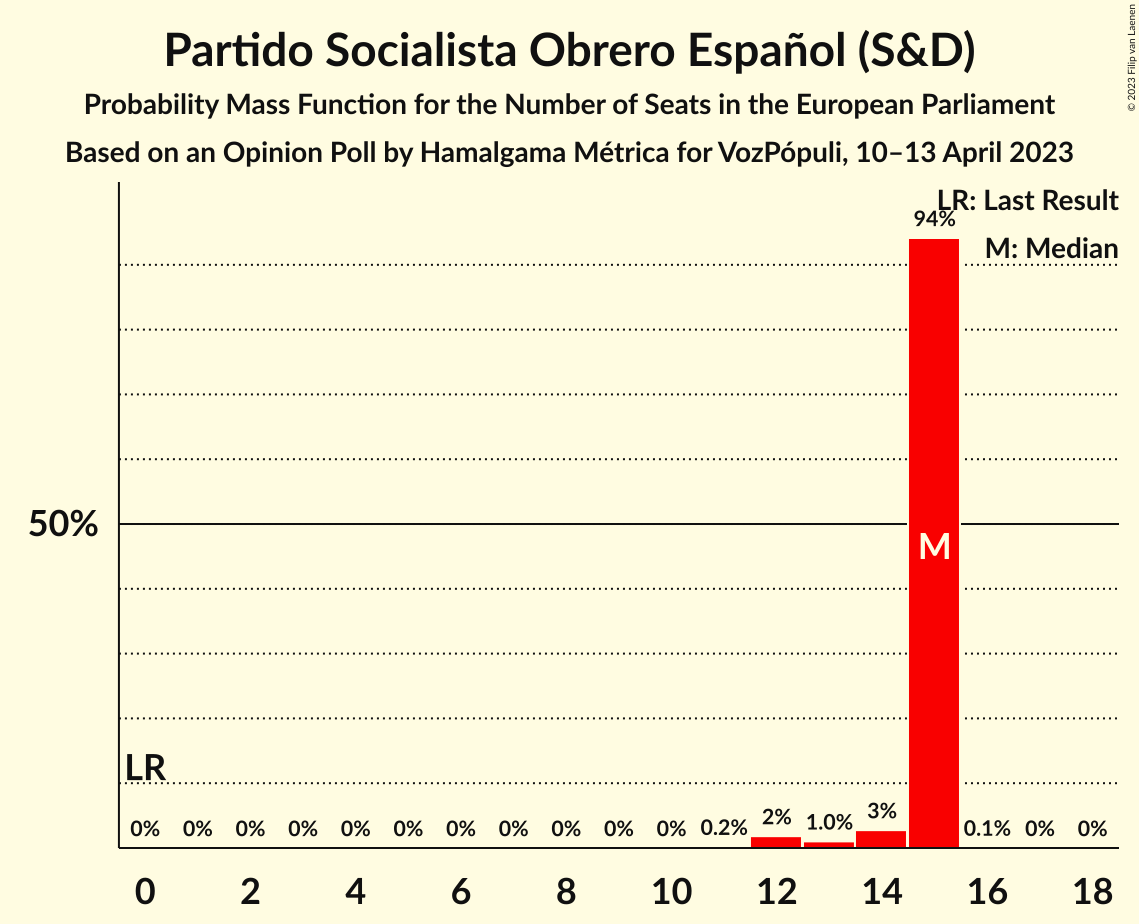 Partido Socialista Obrero Español (S&D)
Probability Mass Function for the Number of Seats in the European Parliament
Based on an Opinion Poll by Hamalgama Métrica for VozPópuli, 10–13 April 2023
© 2023 Filip van Laenen
LR: Last Result
M: Median
94%
50%
M
LR
0% 0% 0% 0% 0% 0% 0% 0% 0% 0% 0% 0.2% 2% 1.0% 3% 0.1% 0% 0%
0 2 4 6 8 10 12 14 16 18